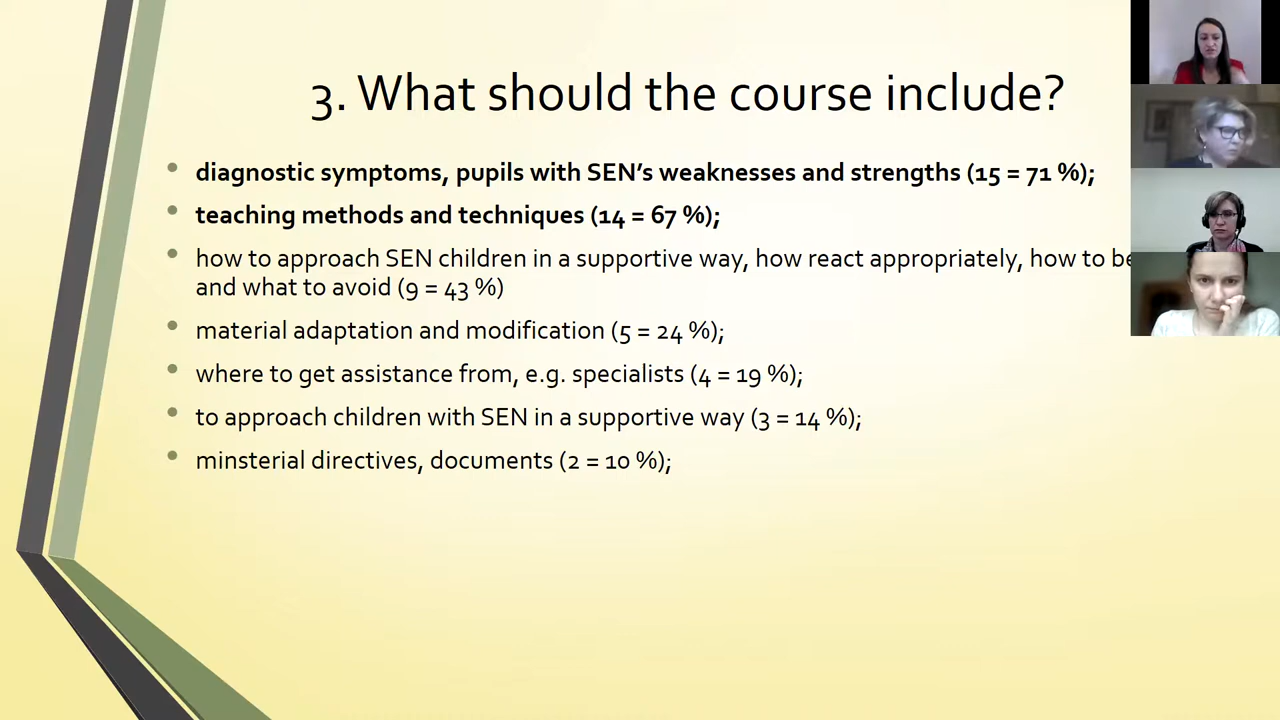 3. What should the course include?
• diagnostic symptoms, pupils with SEN’s weaknesses and strengths (15 = 71 %);
• teaching methods and techniques (14 = 67 %);
• how to approach SEN children in a supportive way, how react appropriately, how to be
and what to avoid (9 = 43 %)
• material adaptation and modification (5 = 24 %);
• where to get assistance from, e.g. specialists (4 = 19 %);
• to approach children with SEN in a supportive way (3 = 14 %);
• minsterial directives, documents (2 = 10 %);